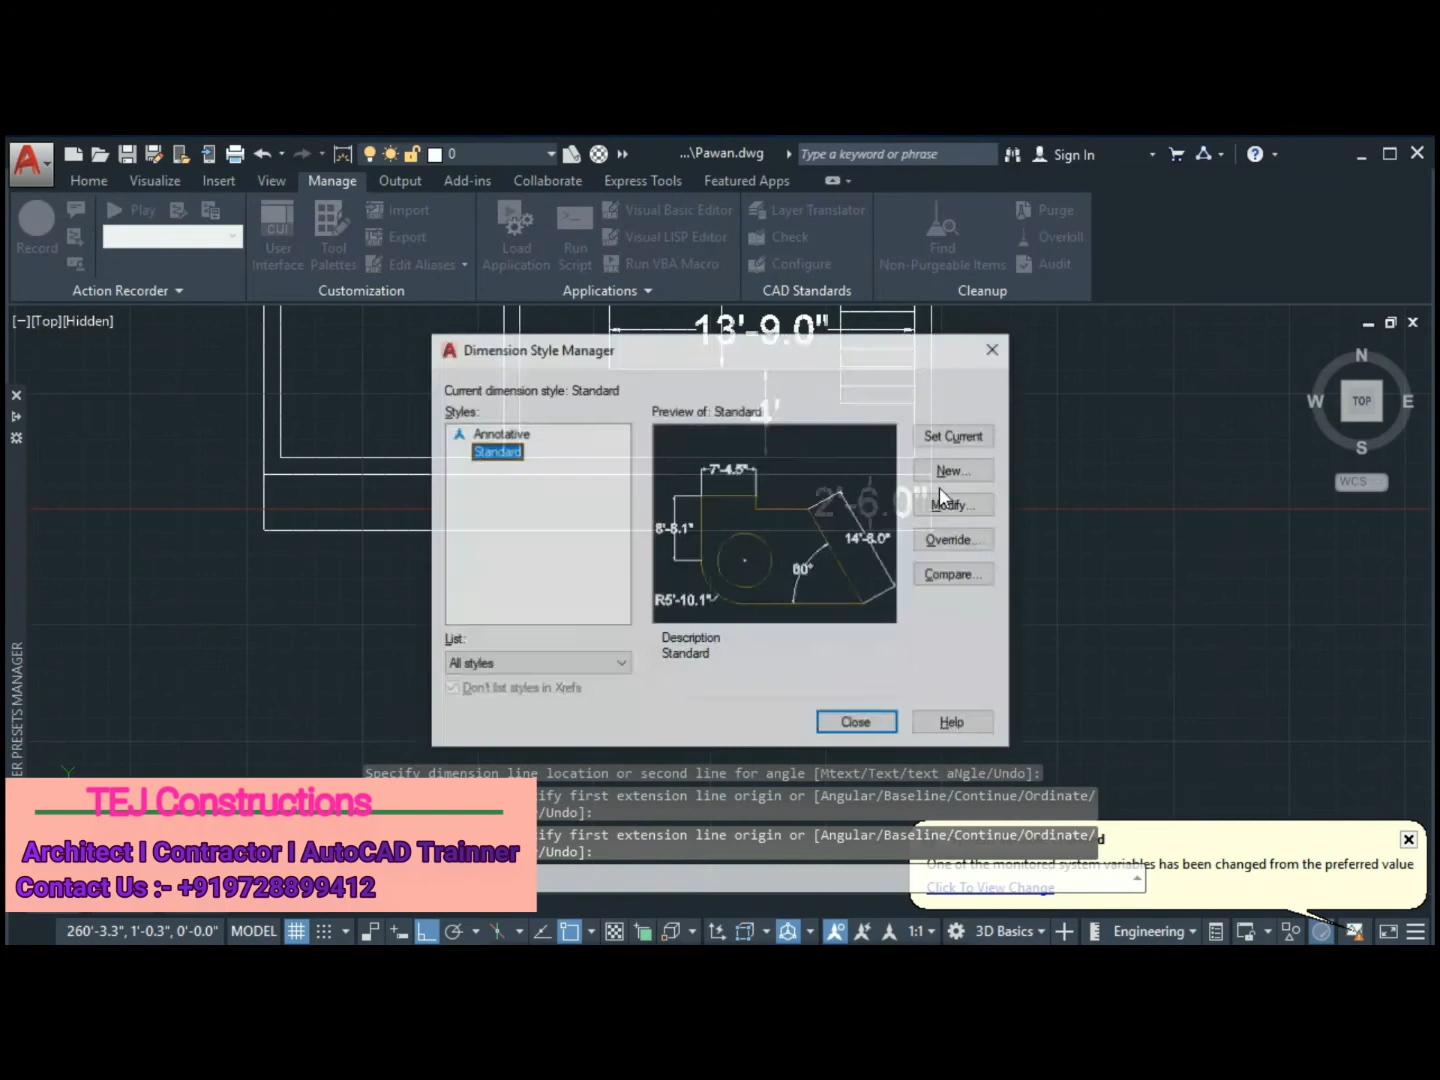 ...\Pawan.dwg
Type a keyword or phrase
Sign In
0
Home Visualize Insert View Manage Output Add-ins Collaborate Express Tools Featured Apps
Record
Play
CUI
User Interface
Tool Palettes
Import
Export
Edit Aliases
Load Application
Run Script
Visual Basic Editor
Visual LISP Editor
Run VBA Macro
Layer Translator
Check
Configure
Find Non-Purgeable Items
Purge
Overkill
Audit
Action Recorder
Customization
Applications
CAD Standards
Cleanup
[−][Top][Hidden]
13'-9.0"
N
W
TOP
E
S
WCS
Dimension Style Manager
Current dimension style: Standard
Styles:
Annotative
Standard
Preview of: Standard
7'-4.5"
8'-8.1"
14'-8.0"
60°
R5'-10.1"
2'-6.0"
Set Current
New...
Modify...
Override...
Compare...
List:
All styles
Don't list styles in Xrefs
Description
Standard
Close
Help
ER PRESETS MANAGER
Y
Specify dimension line location or second line for angle [Mtext/Text/text aNgle/Undo]:
ify first extension line origin or [Angular/Baseline/Continue/Ordinate/
/Undo]:
ify first extension line origin or [Angular/Baseline/Continue/Ordinate/
/Undo]:
One of the monitored system variables has been changed from the preferred value
Click To View Change
TEJ Constructions
Architect I Contractor I AutoCAD Trainner
Contact Us :- +919728899412
260'-3.3", 1'-0.3", 0'-0.0" MODEL 1:1 3D Basics Engineering